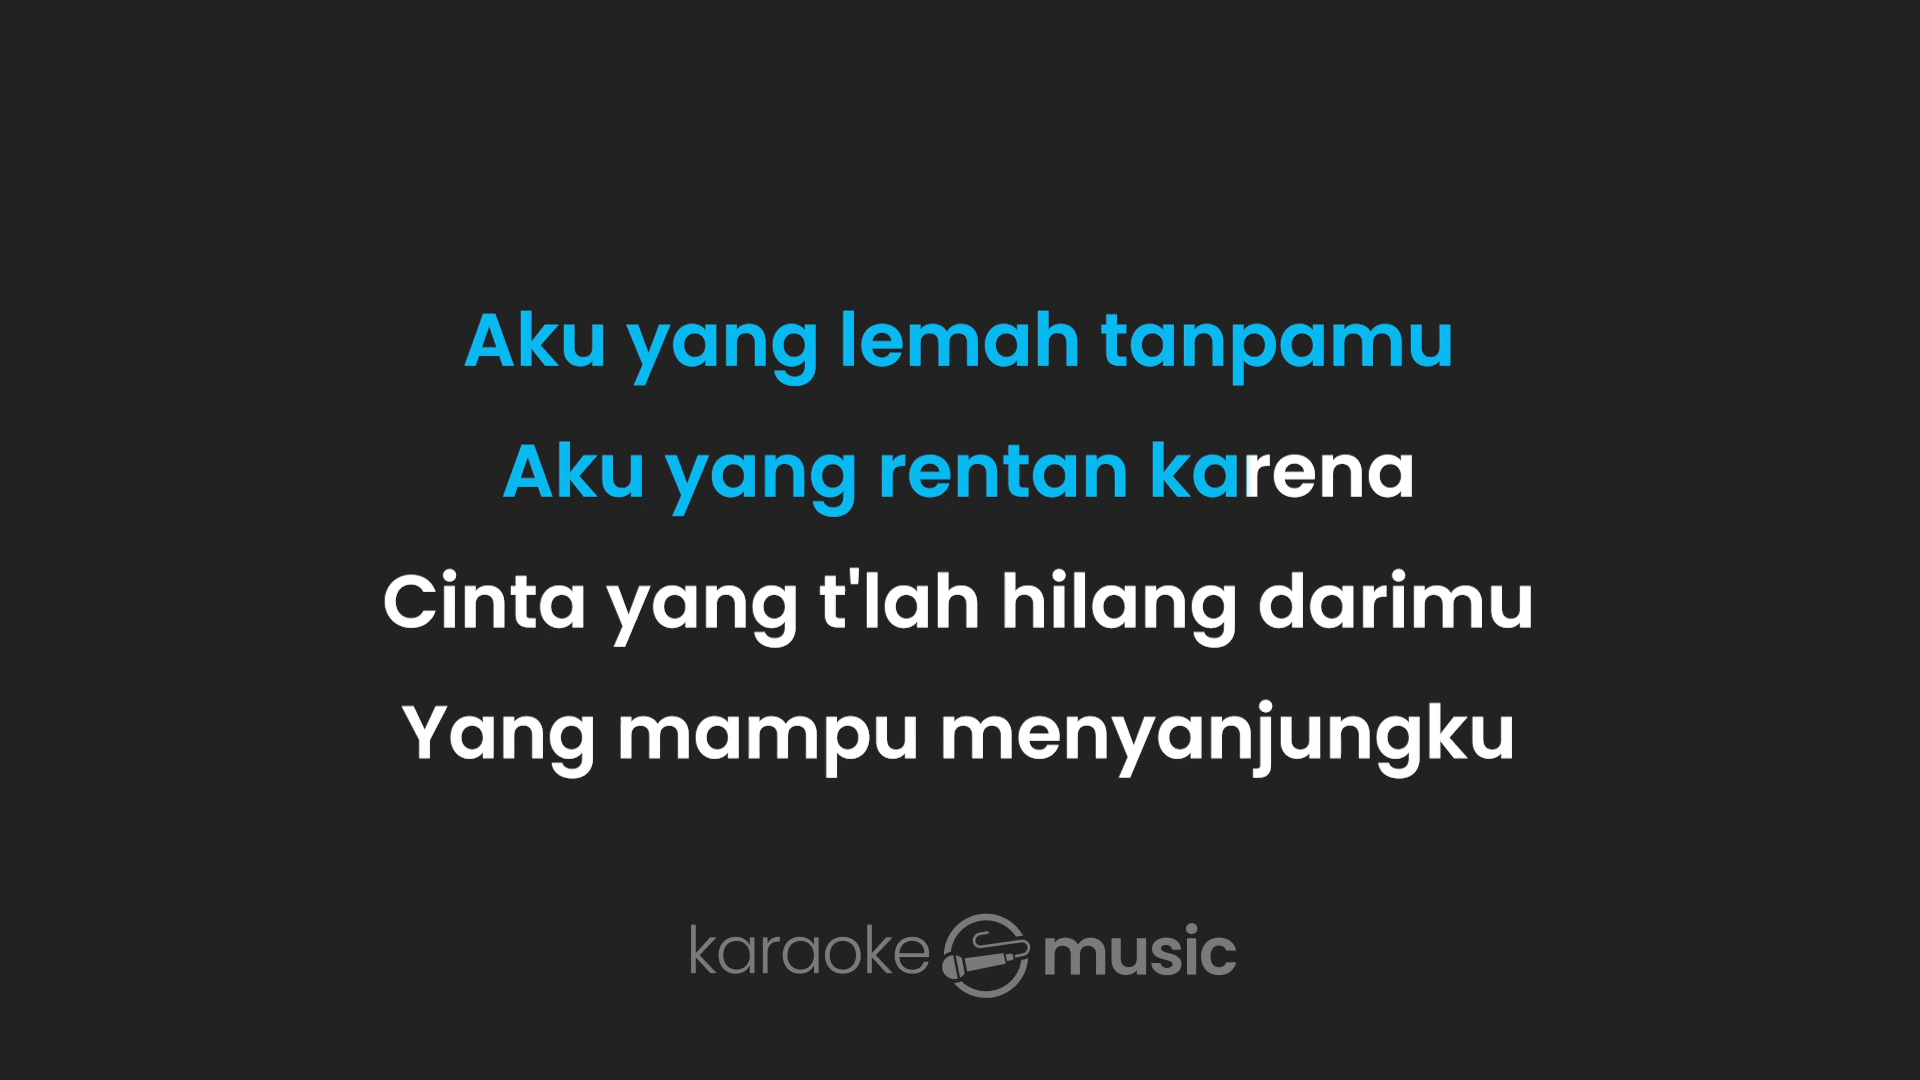 Aku yang lemah tanpamu
Aku yang rentan karena
Cinta yang t'lah hilang darimu
Yang mampu menyanjungku
karaoke music